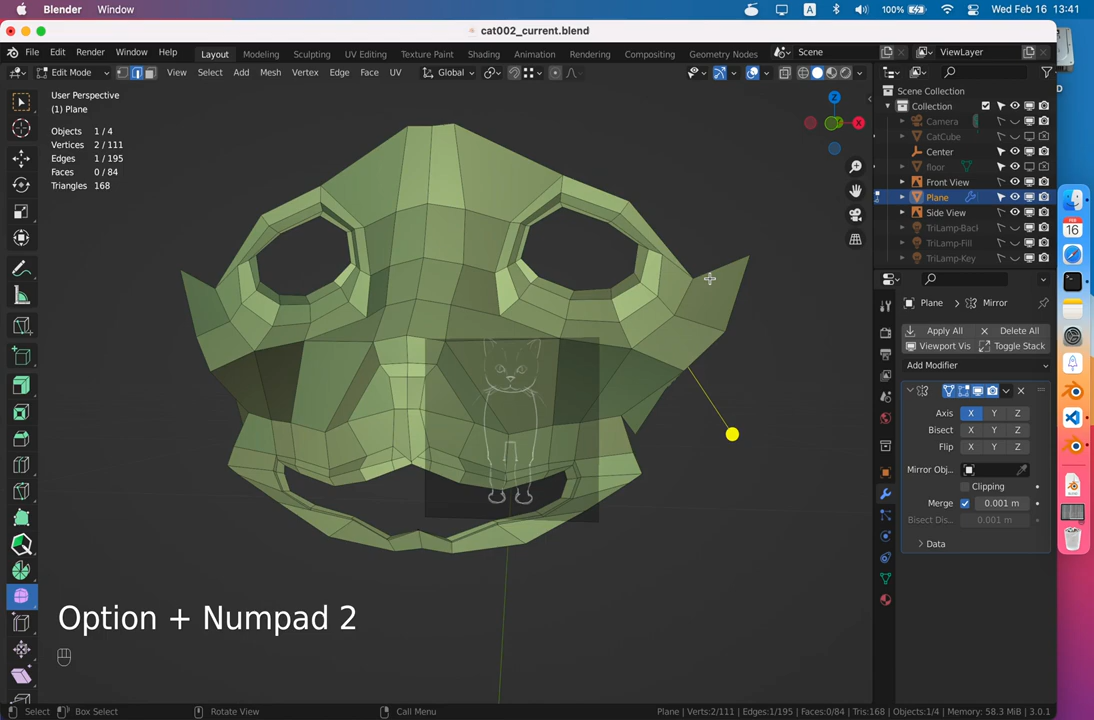 Blender Window A 100% Wed Feb 16 13:41
cat002_current.blend
File Edit Render Window Help Layout Modeling Sculpting UV Editing Texture Paint Shading Animation Rendering Compositing Geometry Nodes Scene ViewLayer
Edit Mode View Select Add Mesh Vertex Edge Face UV Global
User Perspective
(1) Plane
Objects 1 / 4
Vertices 2 / 111
Edges 1 / 195
Faces 0 / 84
Triangles 168
Z
X
Option + Numpad 2
Scene Collection
Collection
Camera
CatCube
Center
floor
Front View
Plane
Side View
TriLamp-Back
TriLamp-Fill
TriLamp-Key
Plane > Mirror
Apply All Delete All
Viewport Vis Toggle Stack
Add Modifier
Axis X Y Z
Bisect X Y Z
Flip X Y Z
Mirror Obj..
Clipping
Merge 0.001 m
Bisect Dis... 0.001 m
Data
FEB
16
D
Select Box Select Rotate View Call Menu Plane | Verts:2/111 | Edges:1/195 | Faces:0/84 | Tris:168 | Objects:1/4 | Memory: 58.3 MiB | 3.0.1